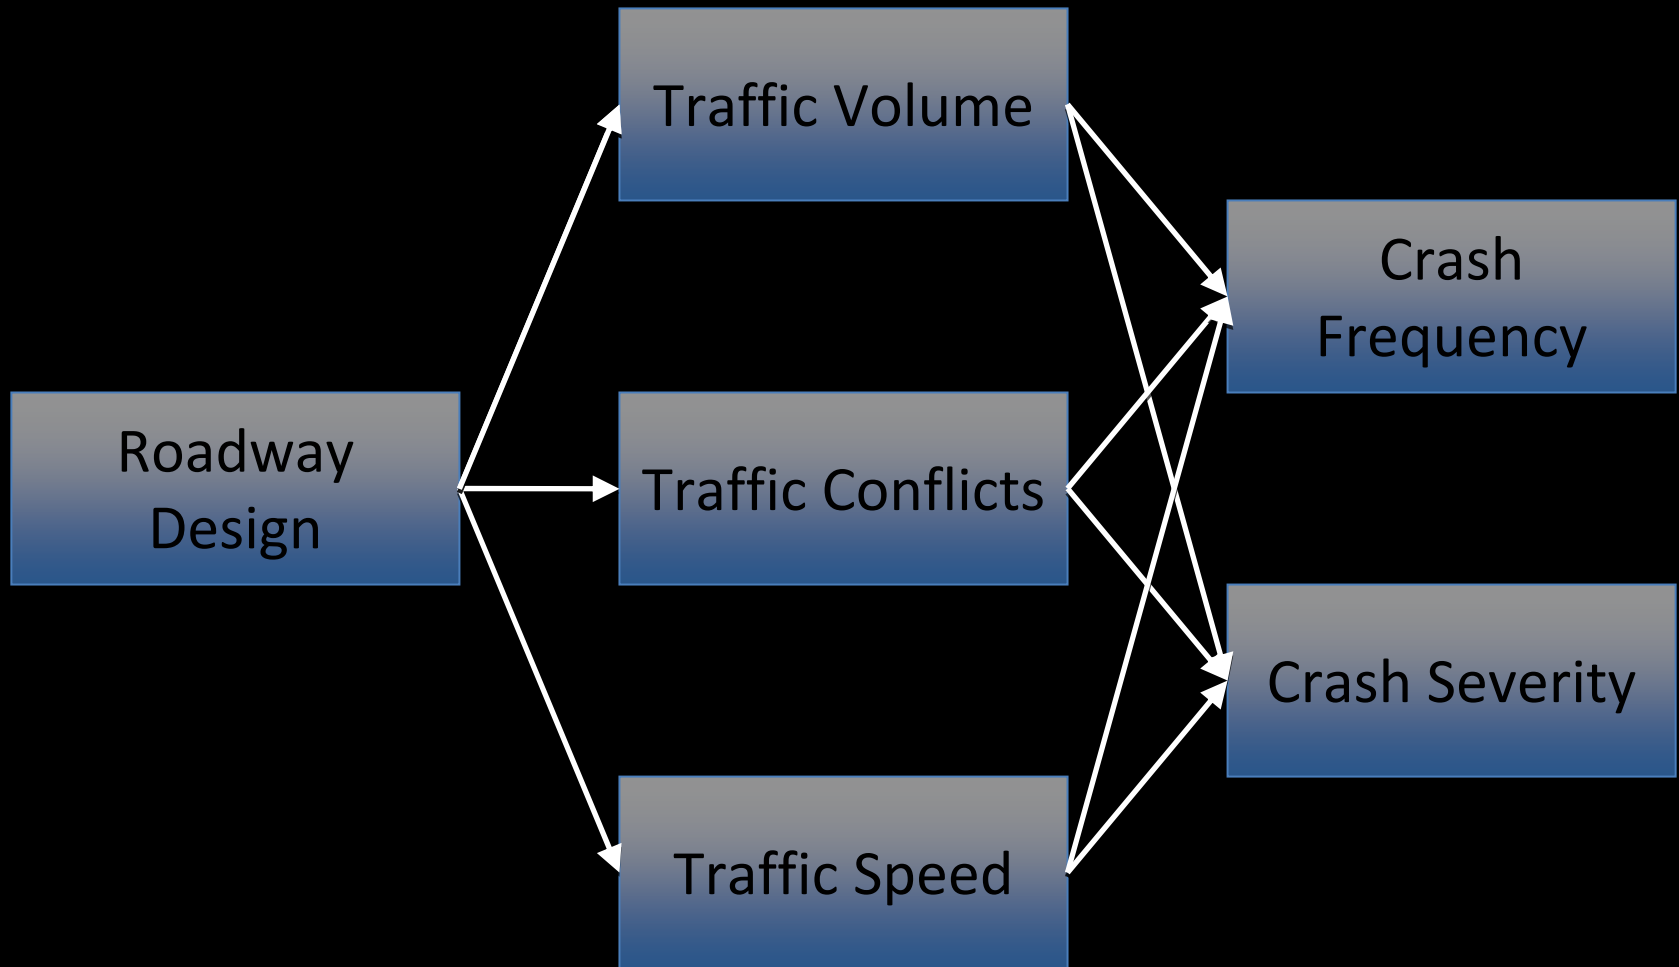 Traffic Volume
Crash
Frequency
Roadway
Design
Traffic Conflicts
Crash Severity
Traffic Speed